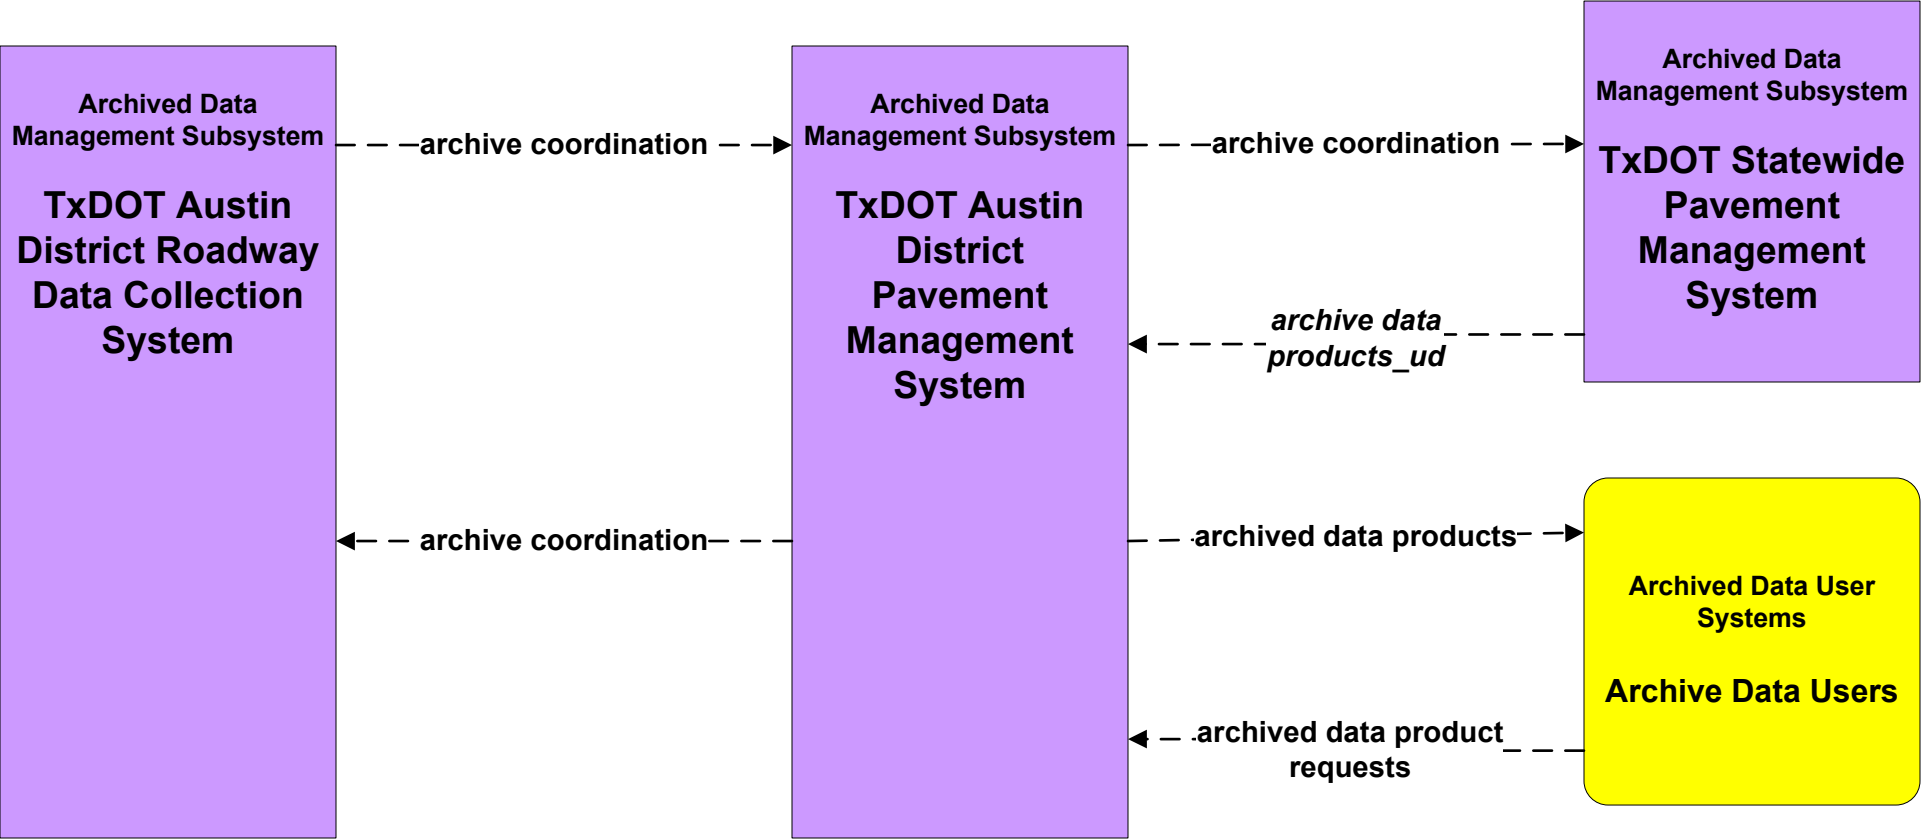 Archived Data
Management Subsystem
TxDOT Austin
District Roadway
Data Collection
System
archive coordination
archive coordination
Archived Data
Management Subsystem
TxDOT Austin
District
Pavement
Management
System
archive coordination
archive data
products_ud
archived data products
archived data product
requests
Archived Data
Management Subsystem
TxDOT Statewide
Pavement
Management
System
Archived Data User
Systems
Archive Data Users